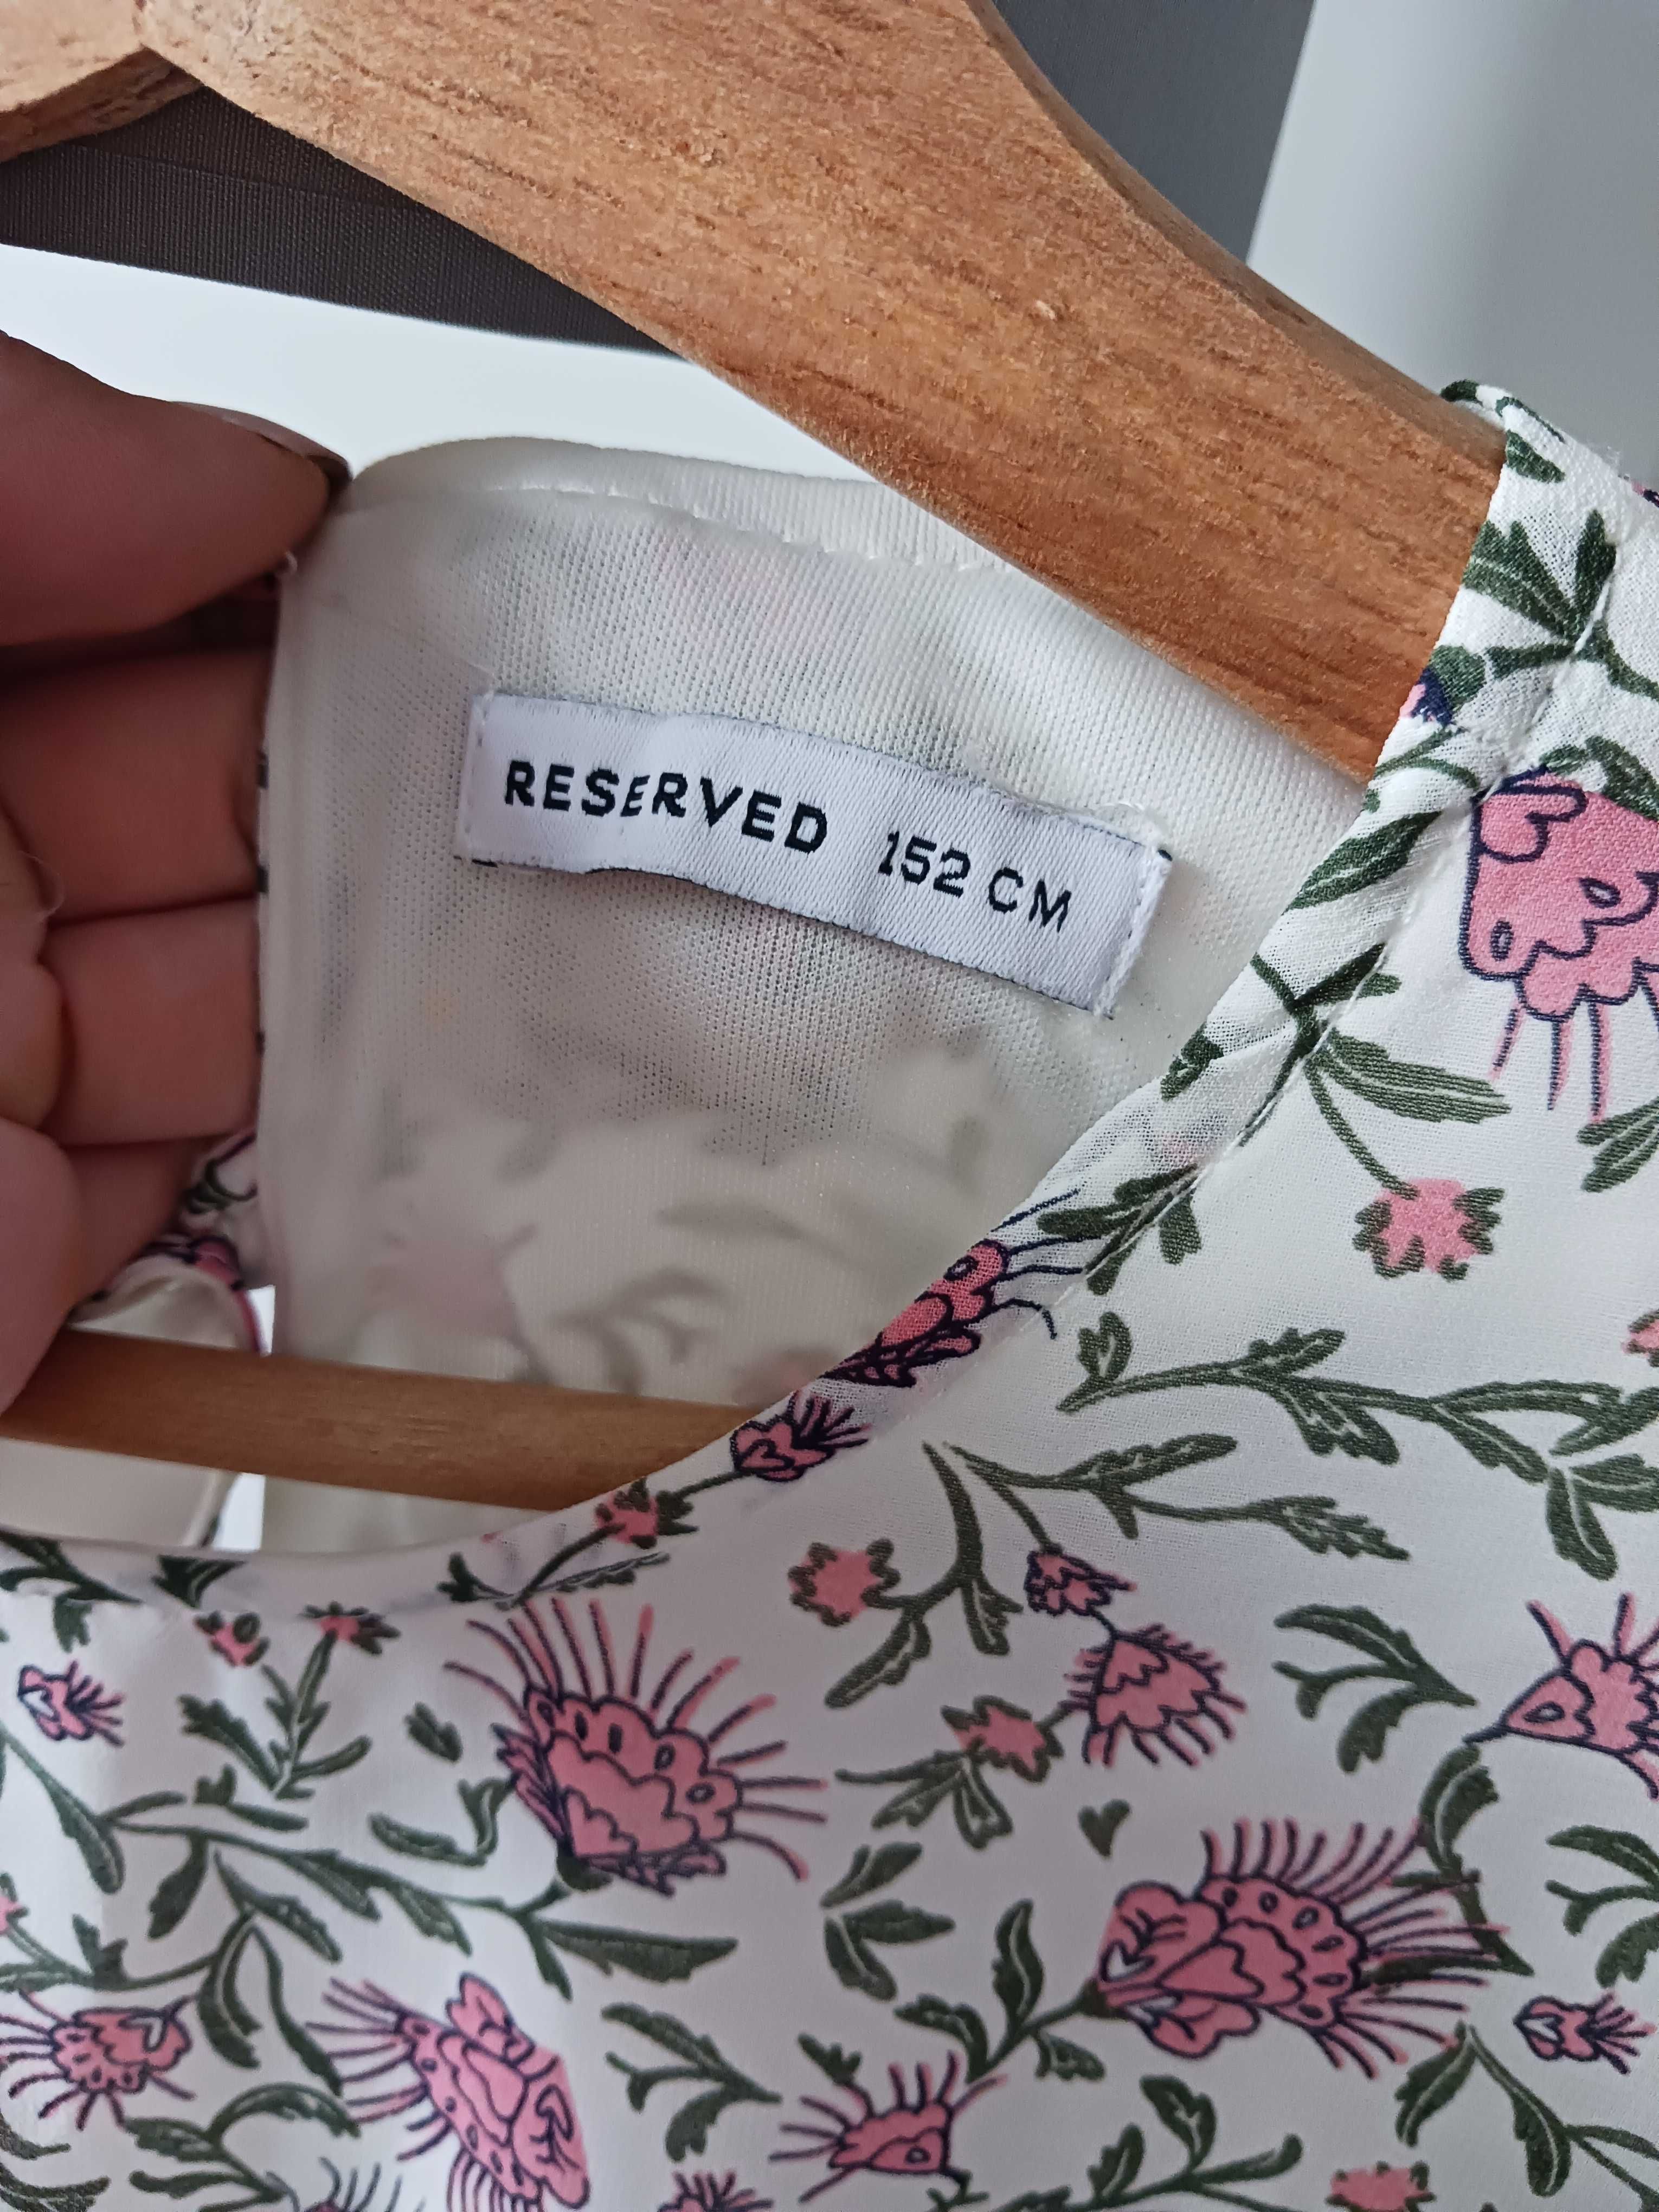 RESERVED 152 CM